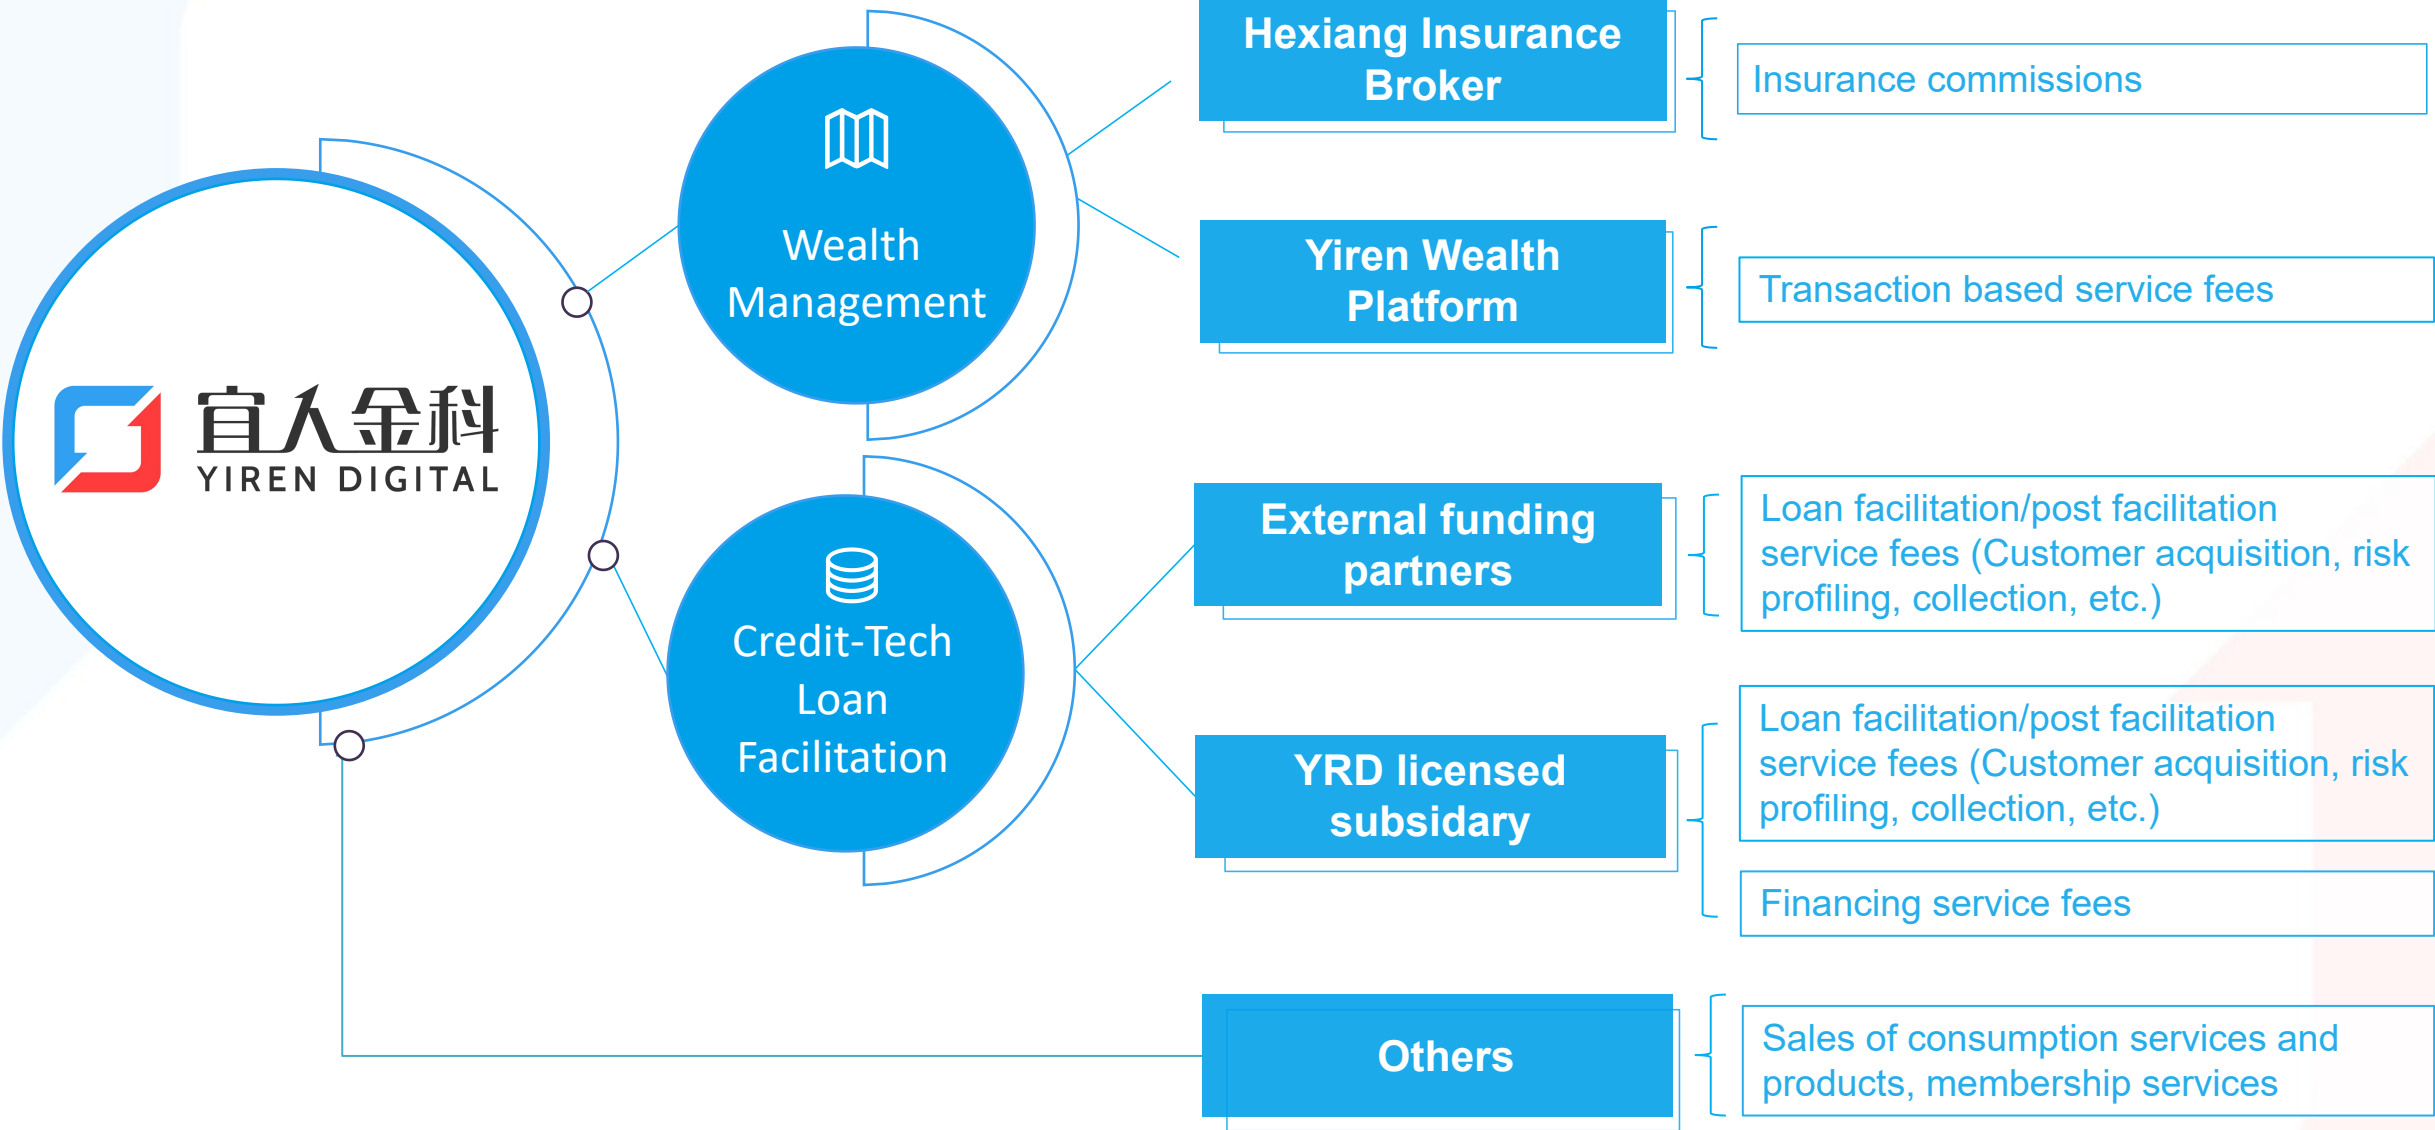 宜人金科
YIREN DIGITAL
Wealth
Management
Credit-Tech
Loan
Facilitation
Hexiang Insurance
Broker
Insurance commissions
Yiren Wealth
Platform
Transaction based service fees
External funding
partners
Loan facilitation/post facilitation
service fees (Customer acquisition, risk
profiling, collection, etc.)
YRD licensed
subsidary
Loan facilitation/post facilitation
service fees (Customer acquisition, risk
profiling, collection, etc.)
Financing service fees
Others
Sales of consumption services and
products, membership services